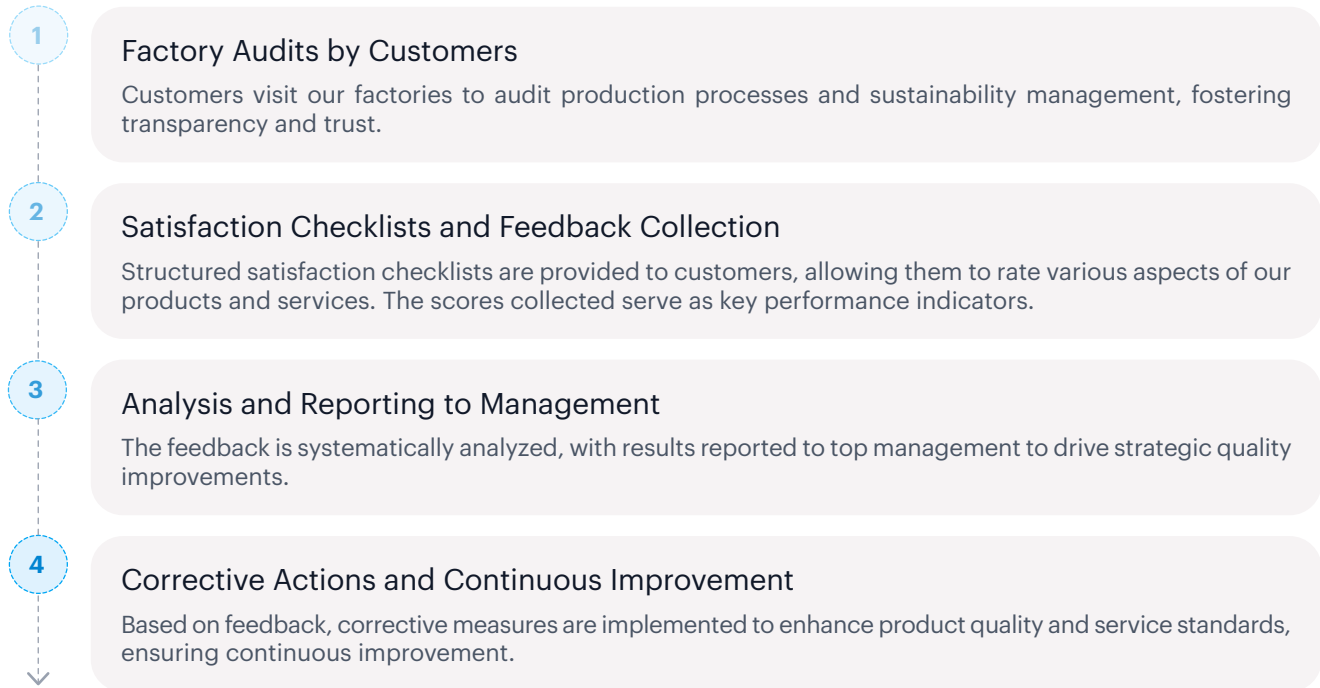 1
Factory Audits by Customers
Customers visit our factories to audit production processes and sustainability management, fostering
transparency and trust.
2
Satisfaction Checklists and Feedback Collection
Structured satisfaction checklists are provided to customers, allowing them to rate various aspects of our
products and services. The scores collected serve as key performance indicators.
3
Analysis and Reporting to Management
The feedback is systematically analyzed, with results reported to top management to drive strategic quality
improvements.
4
Corrective Actions and Continuous Improvement
Based on feedback, corrective measures are implemented to enhance product quality and service standards,
ensuring continuous improvement.